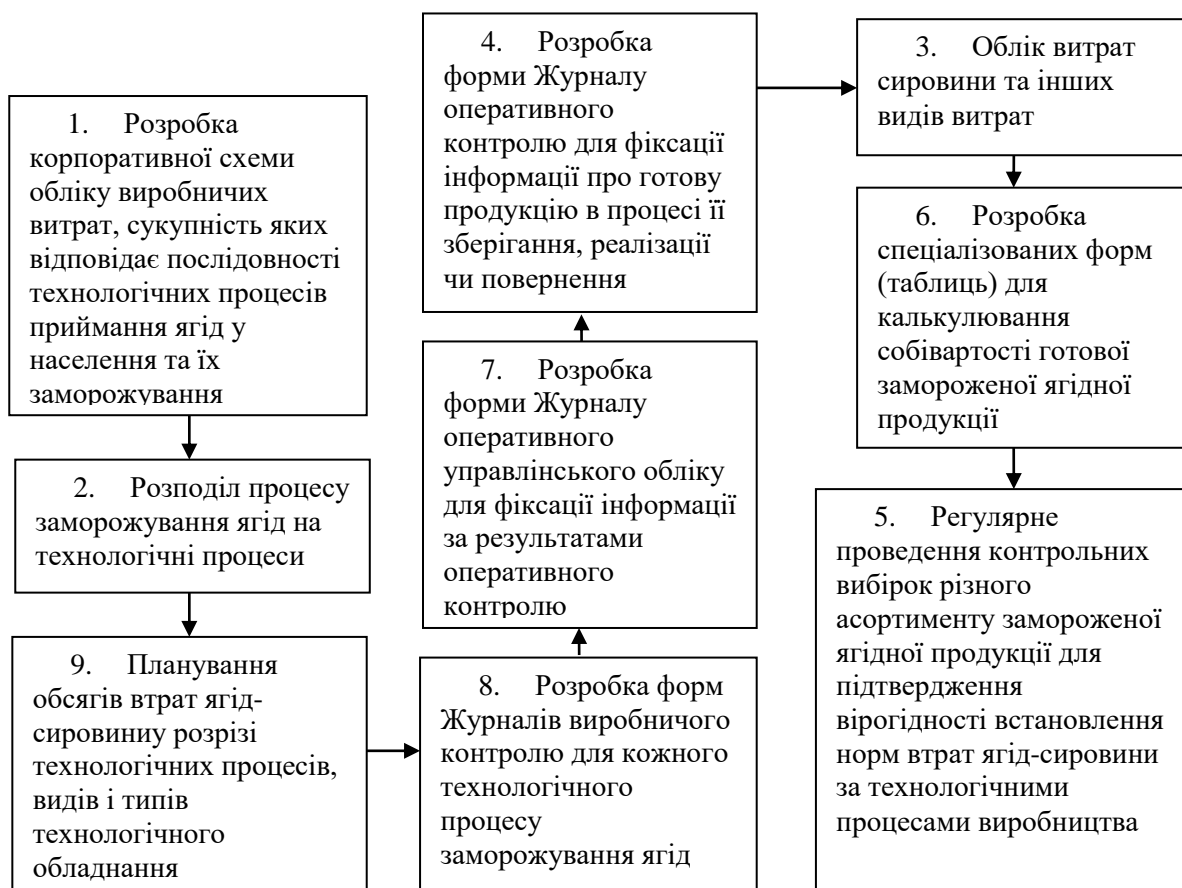 1. Розробка
корпоративної схеми
обліку виробничих
витрат, сукупність яких
відповідає послідовності
технологічних процесів
приймання ягід у
населення та їх
заморожування
2. Розподіл процесу
заморожування ягід на
технологічні процеси
9. Планування
обсягів втрат ягід-
сировиниу розрізі
технологічних процесів,
видів і типів
технологічного
обладнання
8. Розробка форм
Журналів виробничого
контролю для кожного
технологічного
процесу
заморожування ягід
7. Розробка
форми Журналу
оперативного
управлінського обліку
для фіксації інформації
за результатами
оперативного
контролю
4. Розробка
форми Журналу
оперативного
контролю для фіксації
інформації про готову
продукцію в процесі її
зберігання, реалізації
чи повернення
3. Облік витрат
сировини та інших
видів витрат
6. Розробка
спеціалізованих форм
(таблиць) для
калькулювання
собівартості готової
замороженої ягідної
продукції
5. Регулярне
проведення контрольних
вибірок різного
асортименту замороженої
ягідної продукції для
підтвердження
вірогідності встановлення
норм втрат ягід-сировини
за технологічними
процесами виробництва